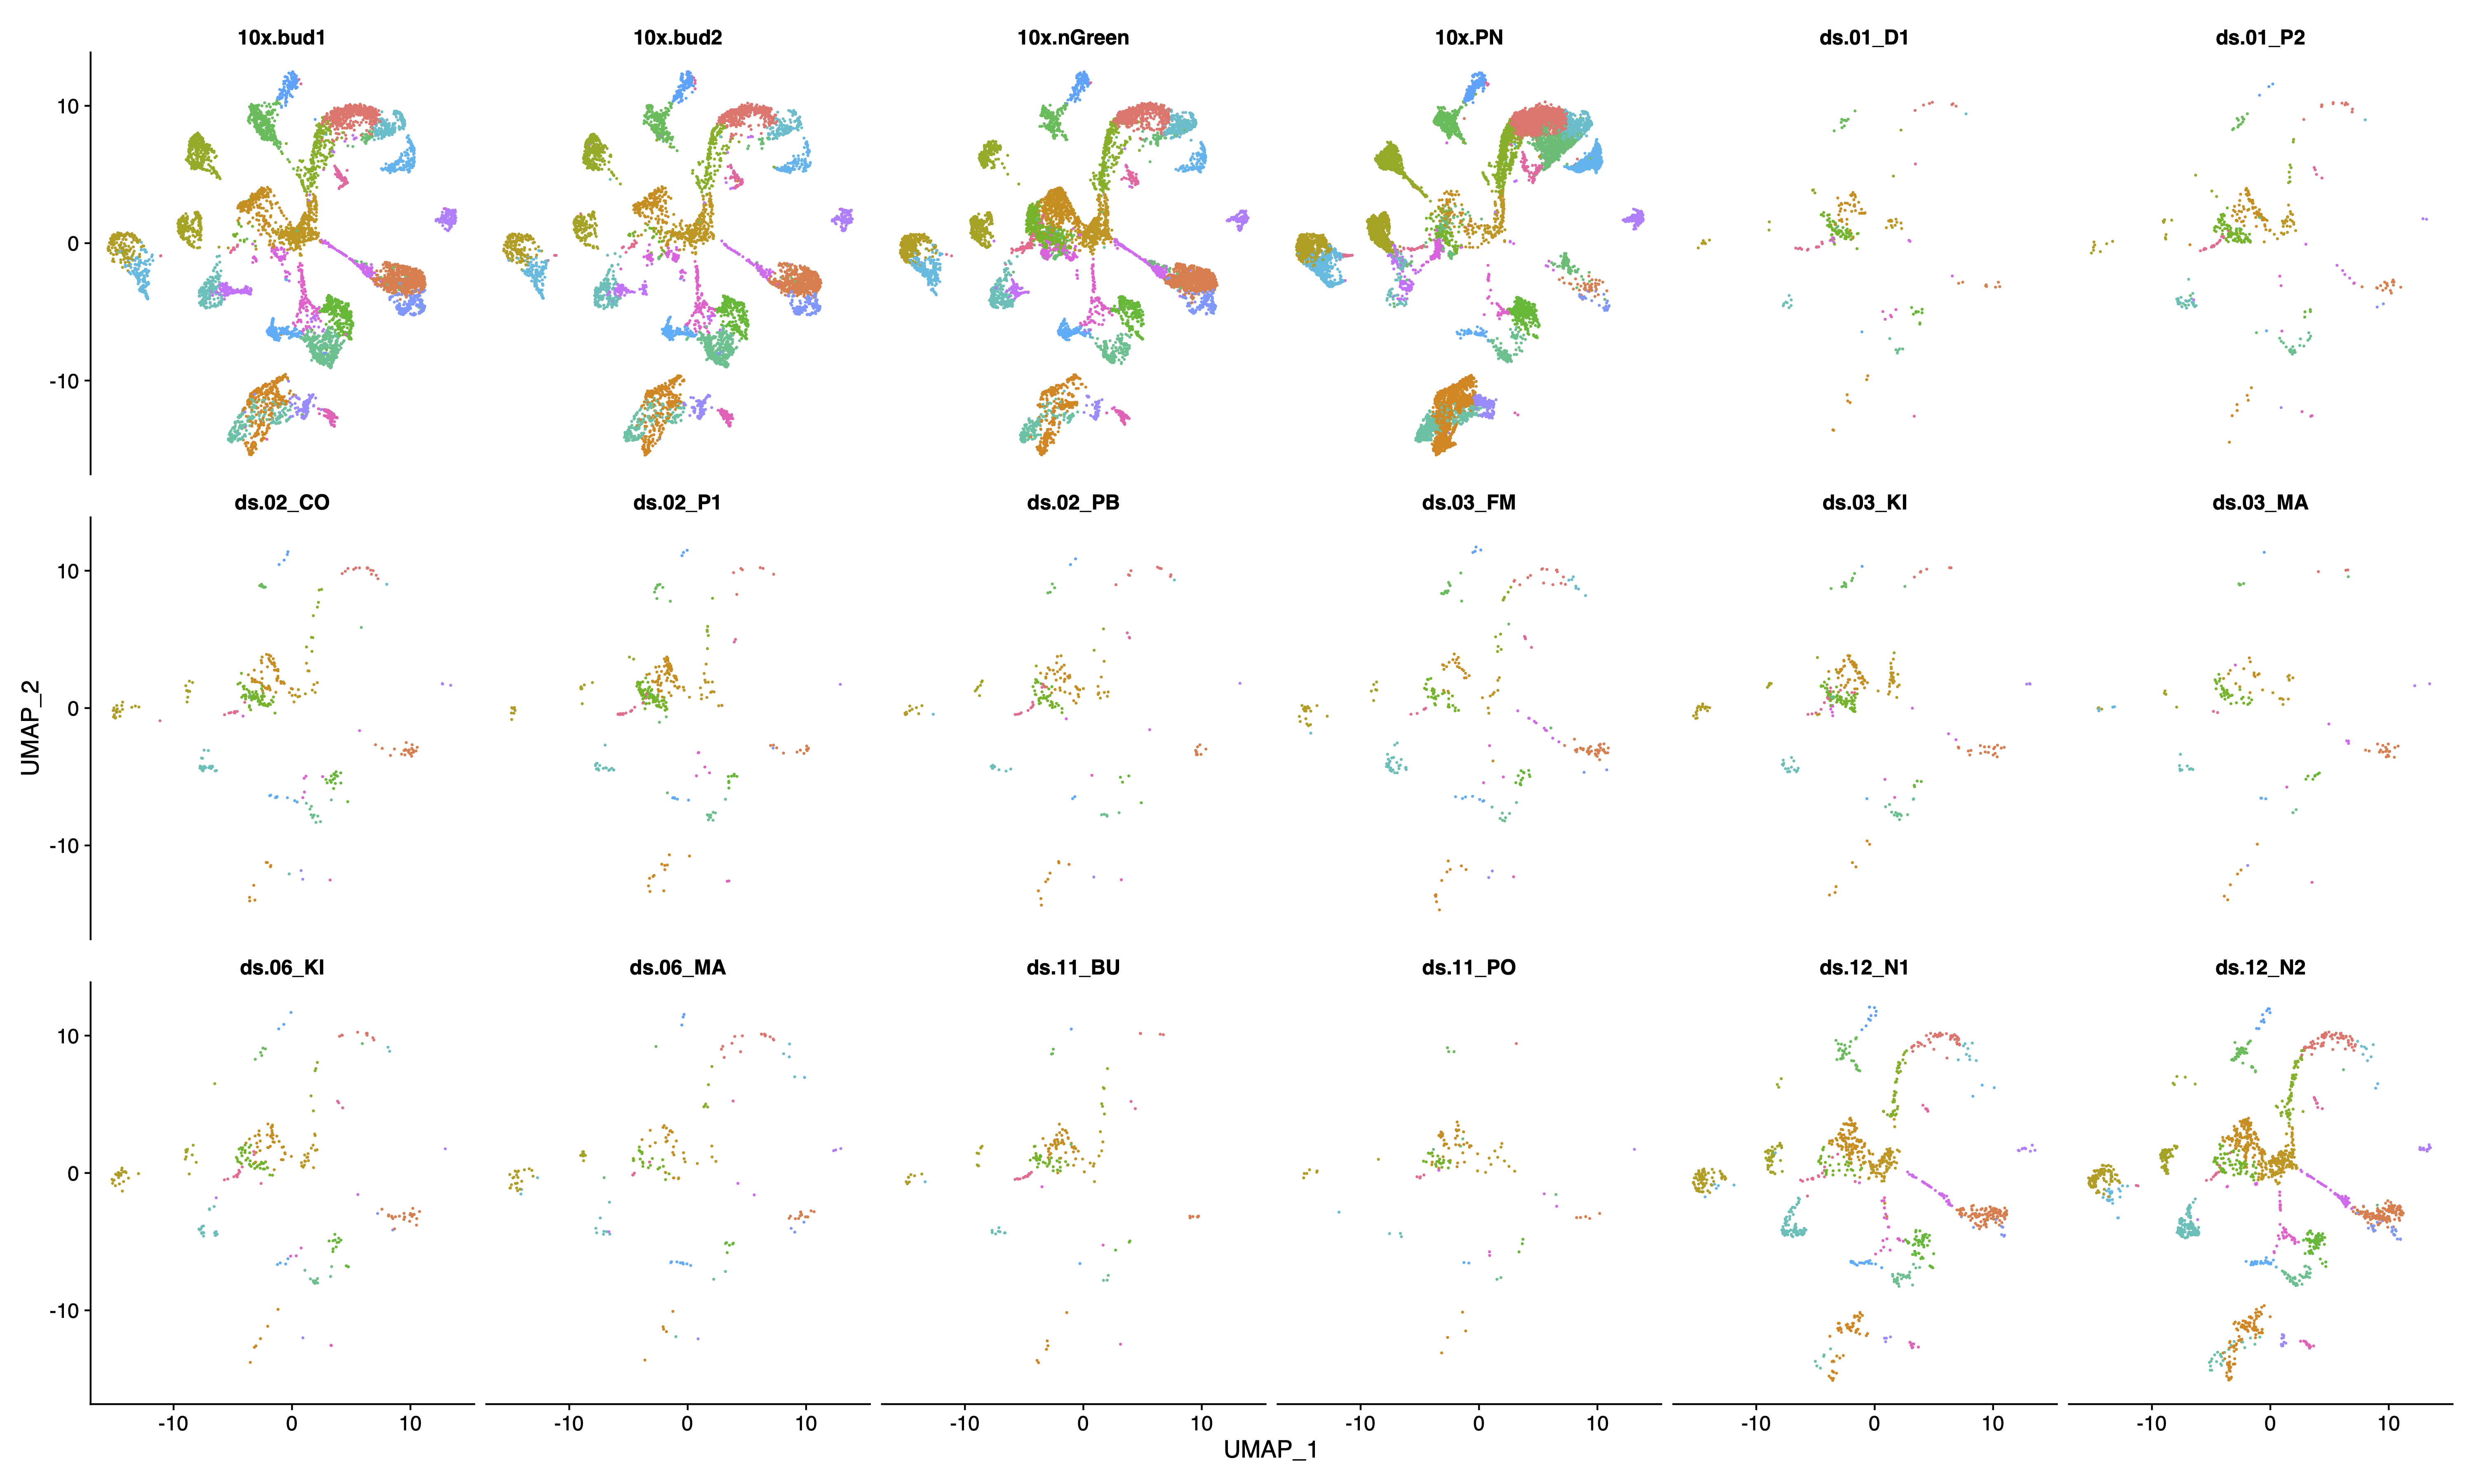 10x.bud1 10x.bud2 10x.nGreen 10x.PN ds.01_D1 ds.01_P2
10
0
-10
ds.02_CO ds.02_P1 ds.02_PB ds.03_FM ds.03_KI ds.03_MA
10
0
-10
UMAP_2
ds.06_KI ds.06_MA ds.11_BU ds.11_PO ds.12_N1 ds.12_N2
10
0
-10
-10 0 10 -10 0 10 -10 0 10 -10 0 10 -10 0 10 -10 0 10
UMAP_1